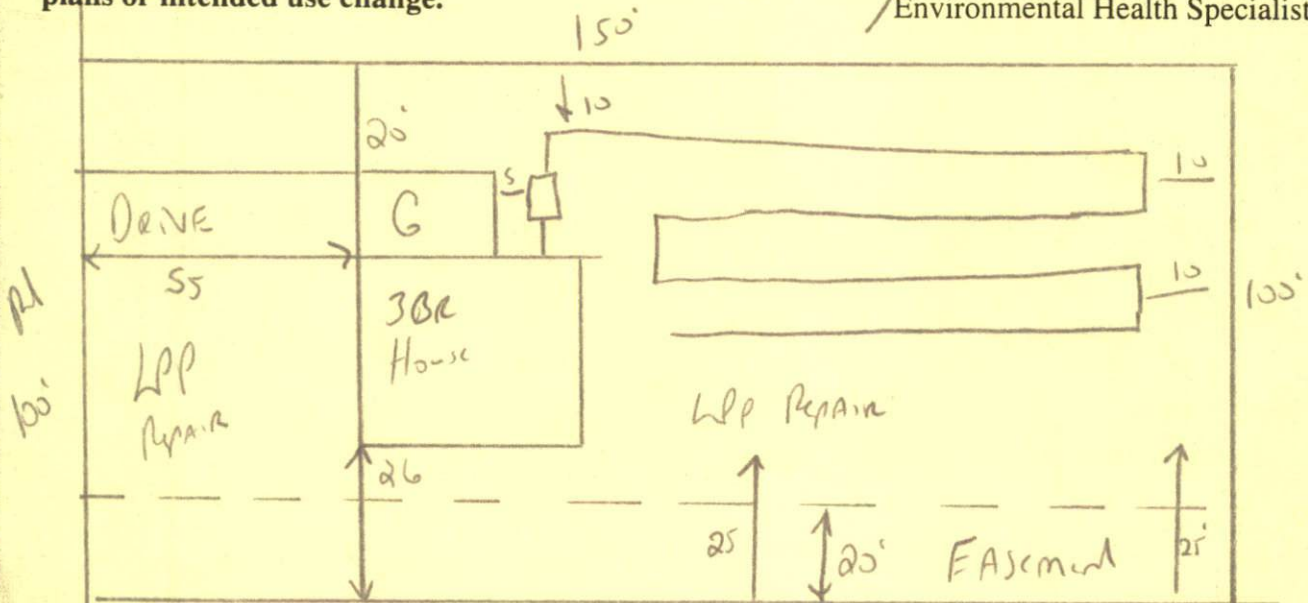 plans or intended use change.
Environmental Health Specialist
150'
10
20'
5
10
DRIVE
G
55
10
100'
3BR
House
LPP
Repair
100'
LPP Repair
26
25
20'
Easement
25'